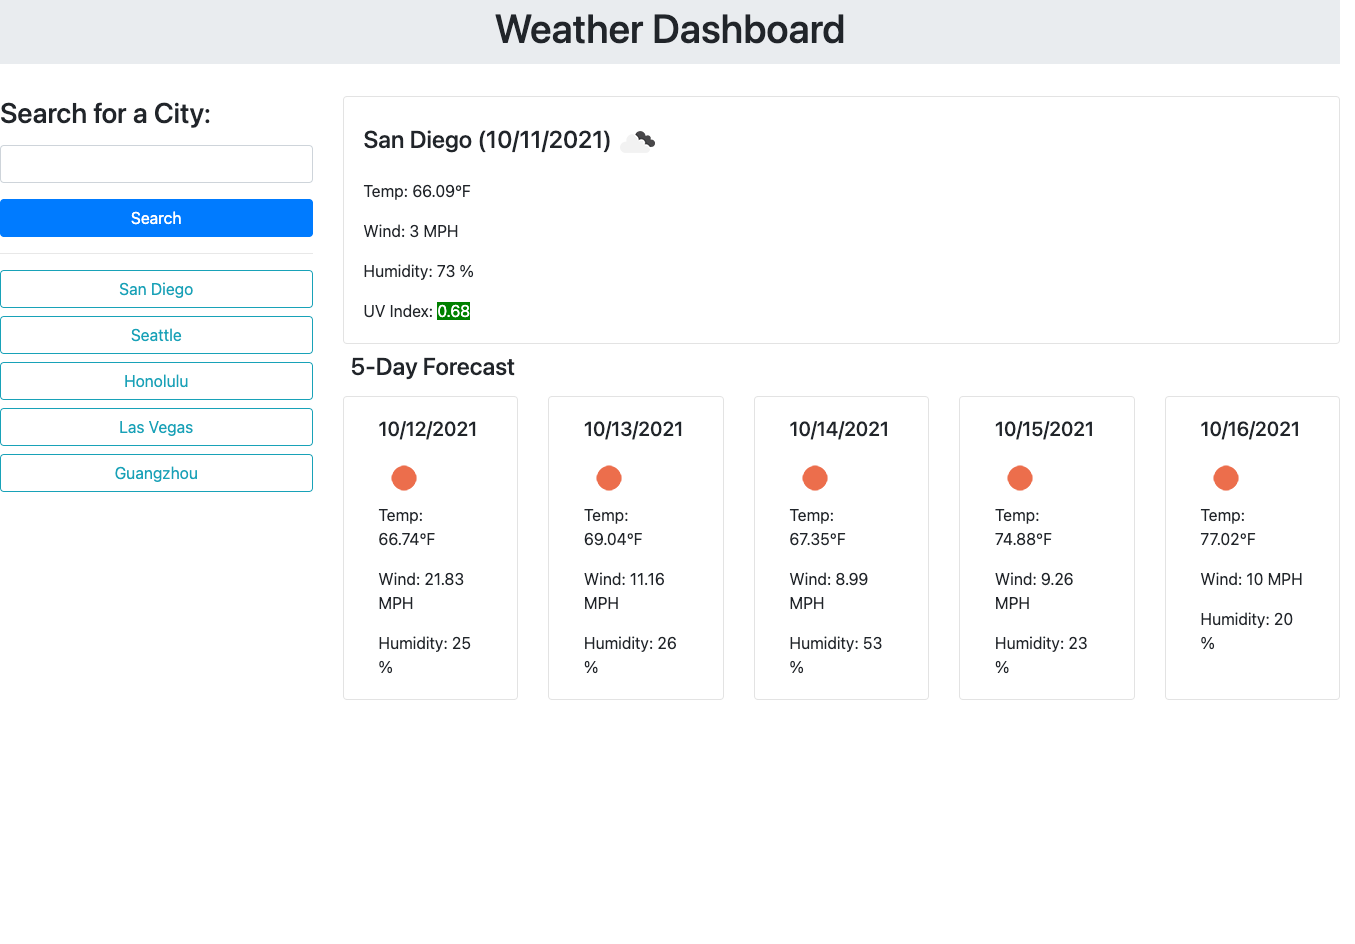 Weather Dashboard
Search for a City:
Search
San Diego
Seattle
Honolulu
Las Vegas
Guangzhou
San Diego (10/11/2021)
Temp: 66.09°F
Wind: 3 MPH
Humidity: 73 %
UV Index: 0.68
5-Day Forecast
10/12/2021
Temp:
66.74°F
Wind: 21.83
MPH
Humidity: 25
%
10/13/2021
Temp:
69.04°F
Wind: 11.16
MPH
Humidity: 26
%
10/14/2021
Temp:
67.35°F
Wind: 8.99
MPH
Humidity: 53
%
10/15/2021
Temp:
74.88°F
Wind: 9.26
MPH
Humidity: 23
%
10/16/2021
Temp:
77.02°F
Wind: 10 MPH
Humidity: 20
%